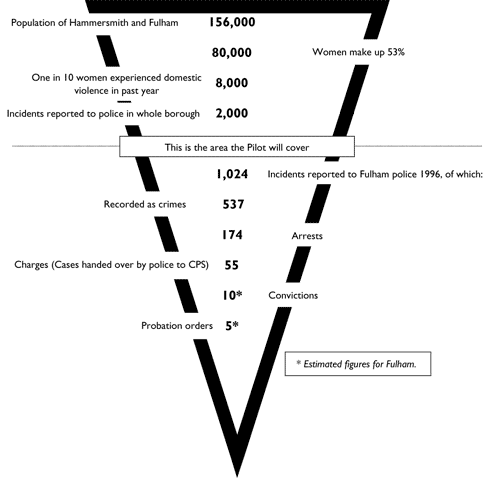 Population of Hammersmith and Fulham 156,000
80,000 Women make up 53%
One in 10 women experienced domestic
violence in past year 8,000
Incidents reported to police in whole borough 2,000
This is the area the Pilot will cover
1,024 Incidents reported to Fulham police 1996, of which:
Recorded as crimes 537
174 Arrests
Charges (Cases handed over by police to CPS) 55
10* Convictions
Probation orders 5*
* Estimated figures for Fulham.